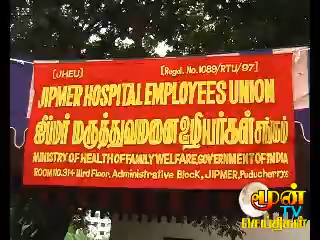 [JHEU] [Regd. No.1089/RTU/97]
JIPMER HOSPITAL EMPLOYEES UNION
ஜிப்மர் மருத்துவமனை ஊழியர்கள் சங்கம்
MINISTRY OF HEALTH OF FAMILY WELFARE, GOVERNMENT OF INDIA
ROOM NO.314 IIIrd Floor, Administrative Block, JIPMER, Puducherry
மூன்
TV
செய்திகள்